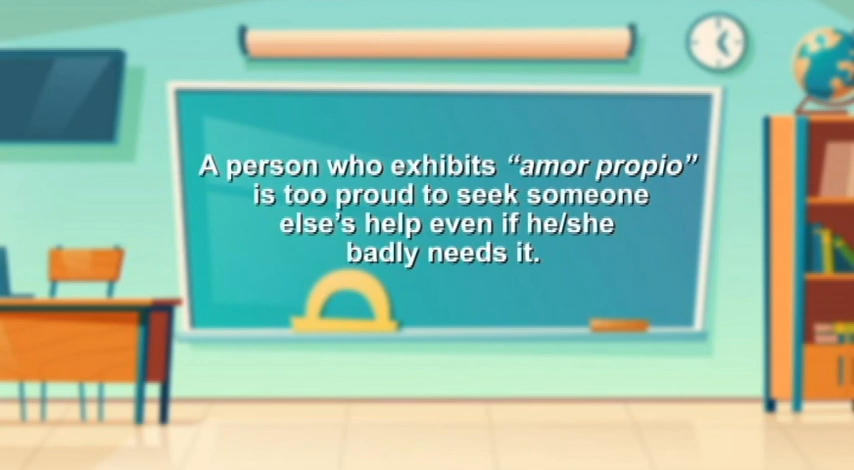 A person who exhibits “amor propio”
is too proud to seek someone
else’s help even if he/she
badly needs it.